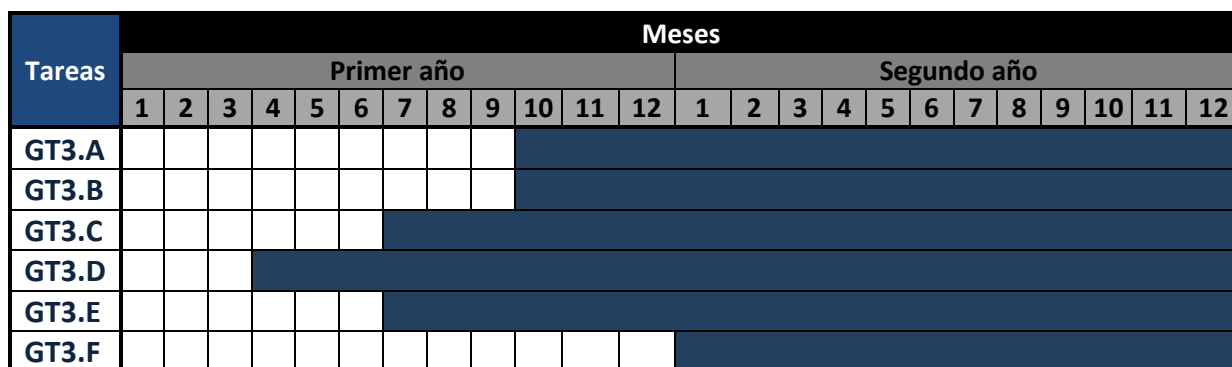 Tareas
Meses
Primer año Segundo año
1 2 3 4 5 6 7 8 9 10 11 12 1 2 3 4 5 6 7 8 9 10 11 12
GT3.A
GT3.B
GT3.C
GT3.D
GT3.E
GT3.F